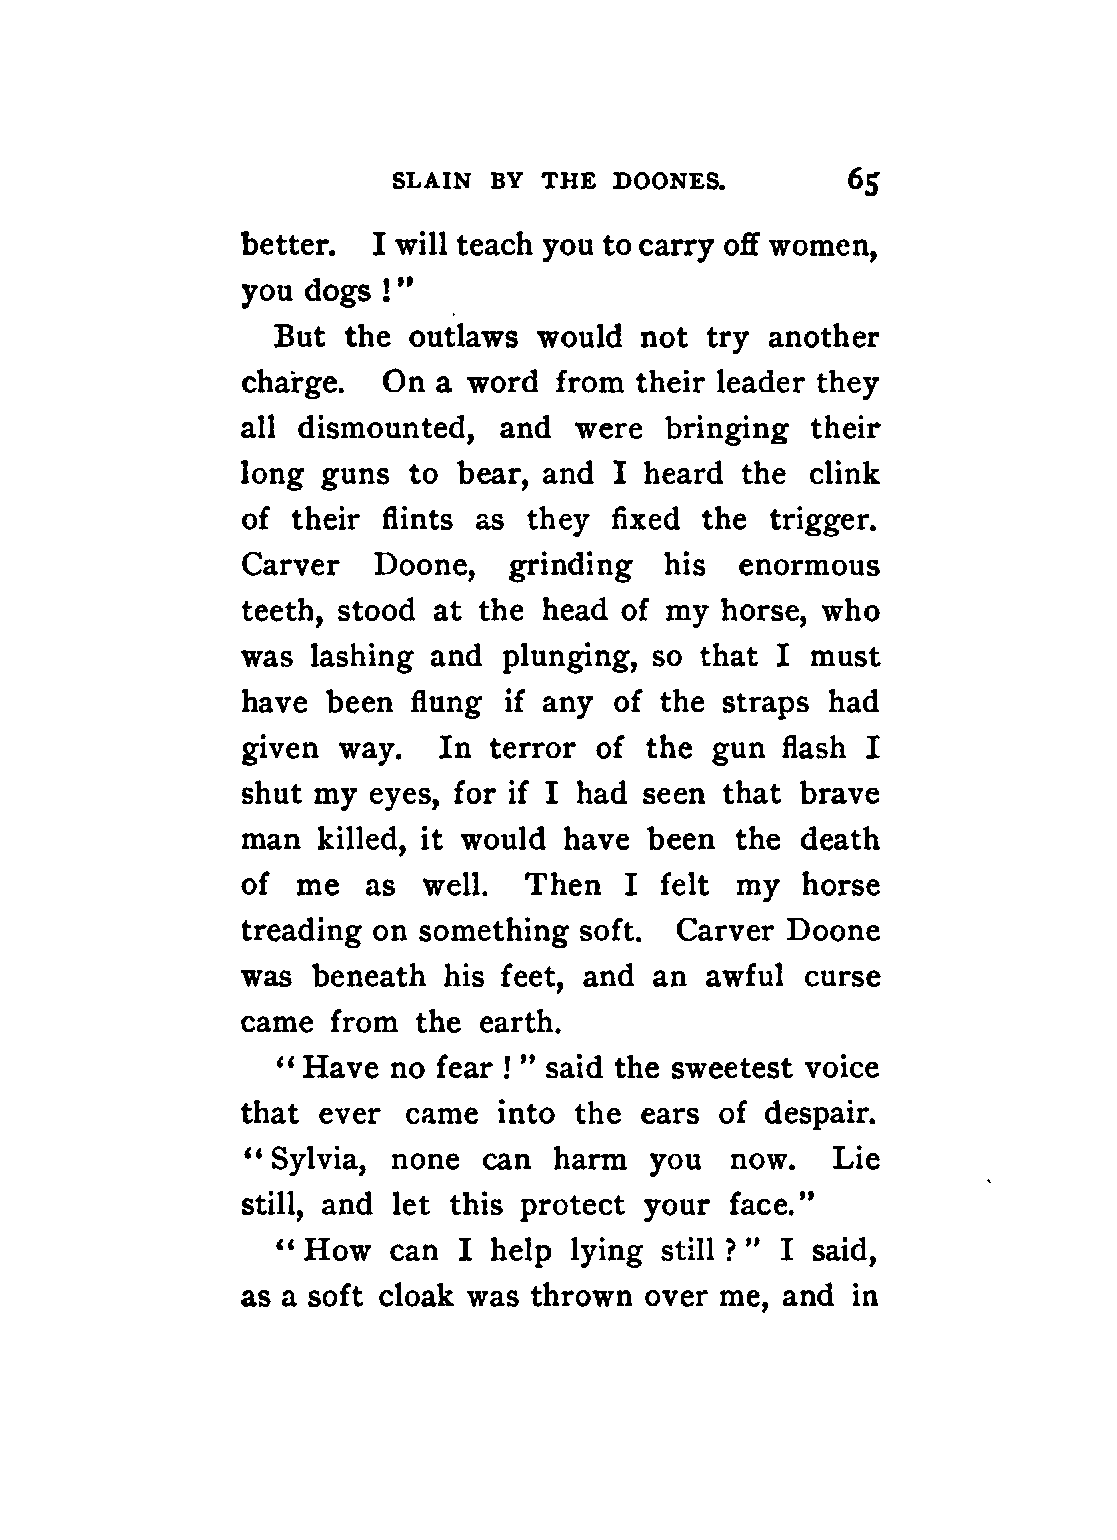 SLAIN BY THE DOONES. 65
better. I will teach you to carry off women,
you dogs !"
But the outlaws would not try another
charge. On a word from their leader they
all dismounted, and were bringing their
long guns to bear, and I heard the clink
of their flints as they fixed the trigger.
Carver Doone, grinding his enormous
teeth, stood at the head of my horse, who
was lashing and plunging, so that I must
have been flung if any of the straps had
given way. In terror of the gun flash I
shut my eyes, for if I had seen that brave
man killed, it would have been the death
of me as well. Then I felt my horse
treading on something soft. Carver Doone
was beneath his feet, and an awful curse
came from the earth.
"Have no fear !" said the sweetest voice
that ever came into the ears of despair.
"Sylvia, none can harm you now. Lie
still, and let this protect your face."
"How can I help lying still ?" I said,
as a soft cloak was thrown over me, and in